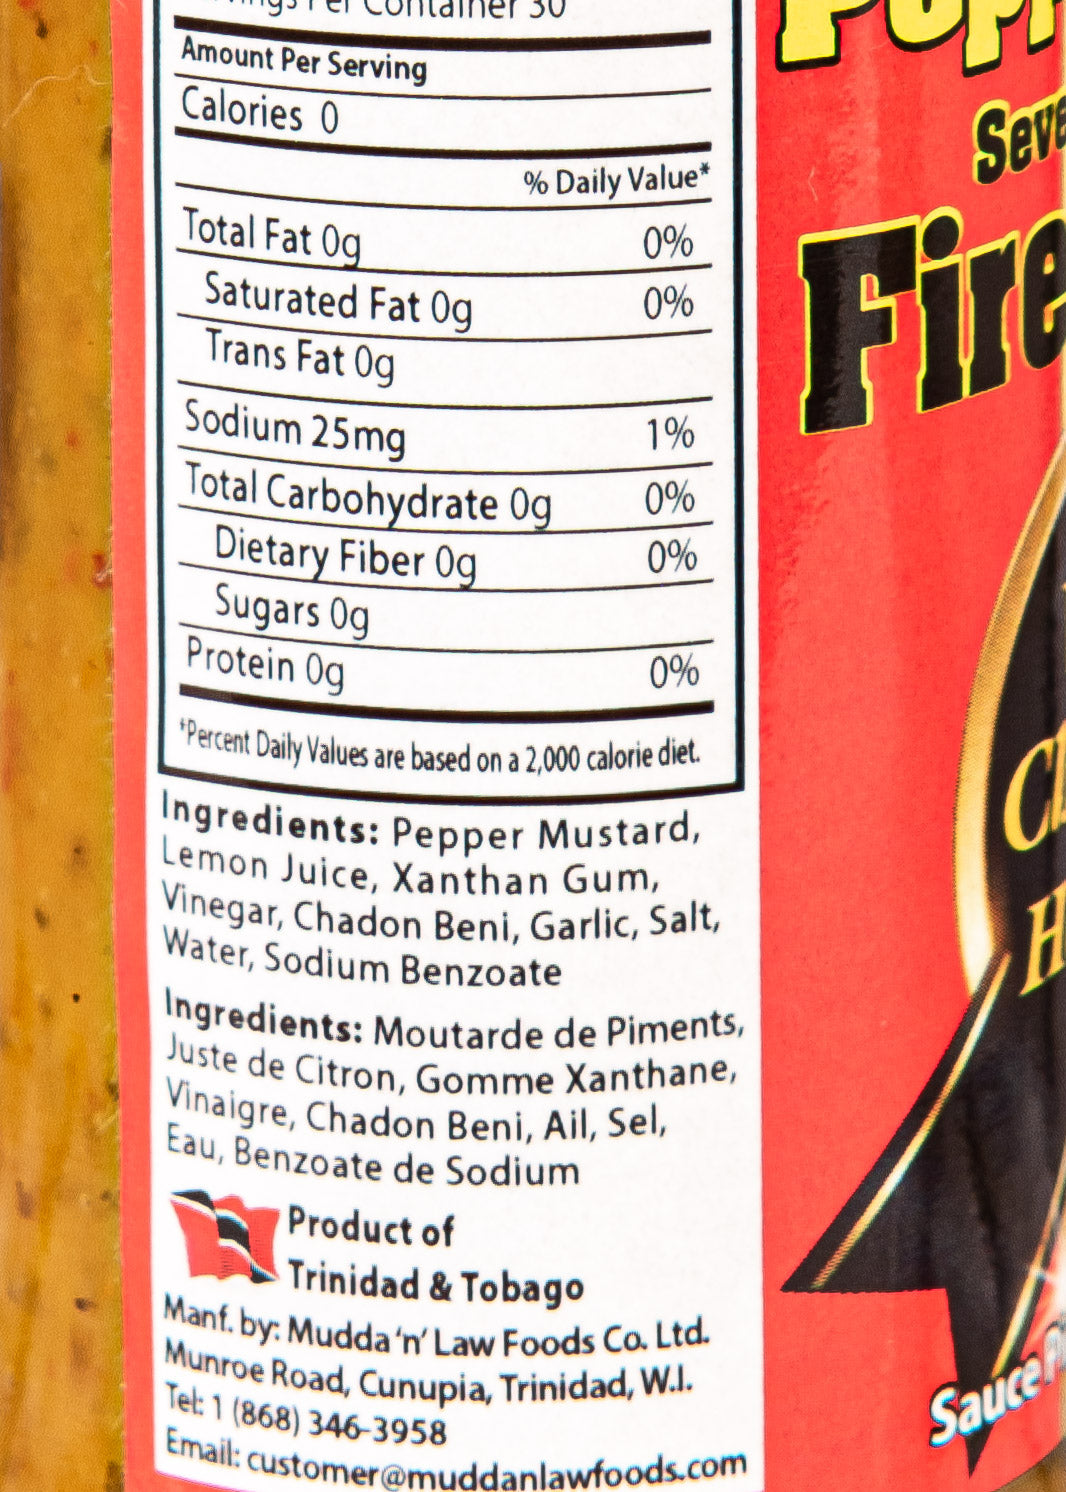 Per Container 30
Amount Per Serving
Calories 0
% Daily Value*
Total Fat 0g 0%
Saturated Fat 0g 0%
Trans Fat 0g
Sodium 25mg 1%
Total Carbohydrate 0g 0%
Dietary Fiber 0g 0%
Sugars 0g
Protein 0g 0%
*Percent Daily Values are based on a 2,000 calorie diet.
Ingredients: Pepper Mustard,
Lemon Juice, Xanthan Gum,
Vinegar, Chadon Beni, Garlic, Salt,
Water, Sodium Benzoate
Ingredients: Moutarde de Piments,
Juste de Citron, Gomme Xanthane,
Vinaigre, Chadon Beni, Ail, Sel,
Eau, Benzoate de Sodium
Product of
Trinidad & Tobago
Manf. by: Mudda 'n' Law Foods Co. Ltd.
Munroe Road, Cunupia, Trinidad, W.I.
Tel: 1 (868) 346-3958
Email: customer@muddanlawfoods.com
Fire
Sauce